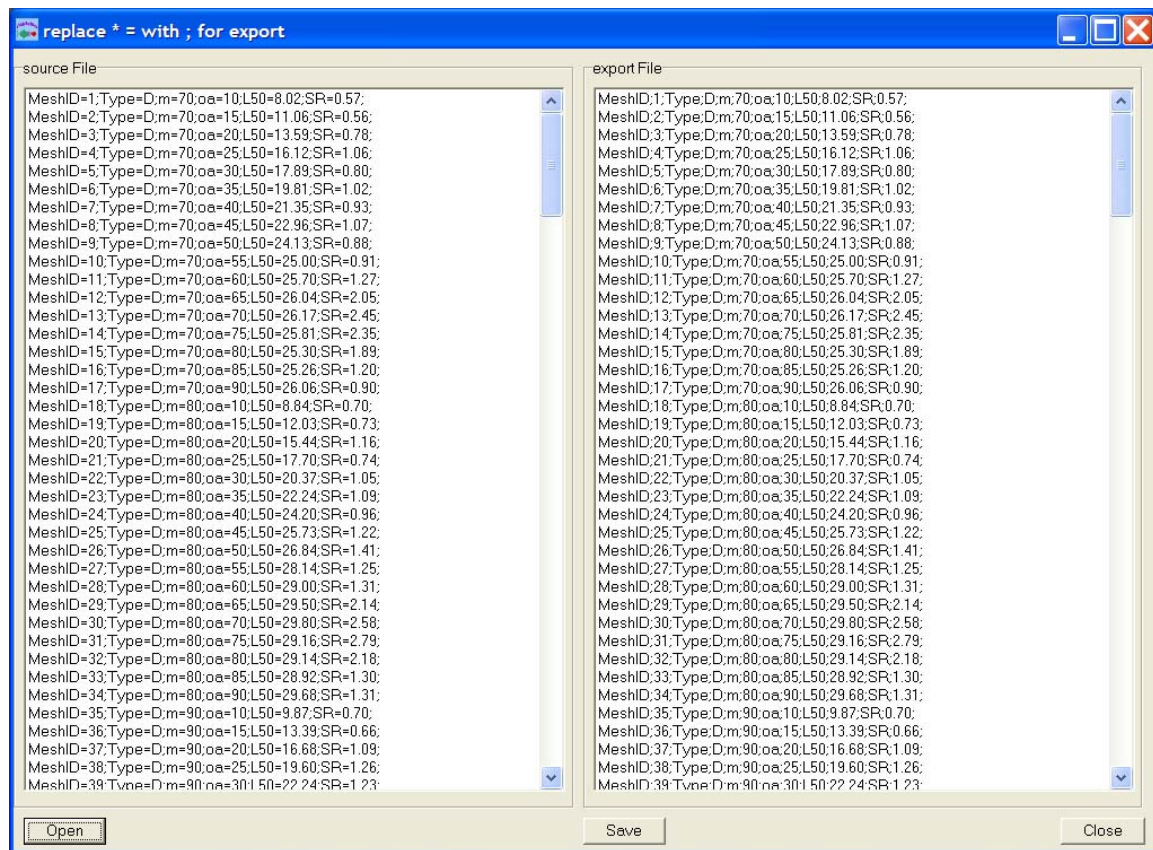 replace * = with ; for export
source File
MeshID=1;Type=D;m=70;oa=10;L50=8.02;SR=0.57;
MeshID=2;Type=D;m=70;oa=15;L50=11.06;SR=0.56;
MeshID=3;Type=D;m=70;oa=20;L50=13.59;SR=0.78;
MeshID=4;Type=D;m=70;oa=25;L50=16.12;SR=1.06;
MeshID=5;Type=D;m=70;oa=30;L50=17.89;SR=0.80;
MeshID=6;Type=D;m=70;oa=35;L50=19.81;SR=1.02;
MeshID=7;Type=D;m=70;oa=40;L50=21.35;SR=0.93;
MeshID=8;Type=D;m=70;oa=45;L50=22.96;SR=1.07;
MeshID=9;Type=D;m=70;oa=50;L50=24.13;SR=0.88;
MeshID=10;Type=D;m=70;oa=55;L50=25.00;SR=0.91;
MeshID=11;Type=D;m=70;oa=60;L50=25.70;SR=1.27;
MeshID=12;Type=D;m=70;oa=65;L50=26.04;SR=2.05;
MeshID=13;Type=D;m=70;oa=70;L50=26.17;SR=2.45;
MeshID=14;Type=D;m=70;oa=75;L50=25.81;SR=2.35;
MeshID=15;Type=D;m=70;oa=80;L50=25.30;SR=1.89;
MeshID=16;Type=D;m=70;oa=85;L50=25.26;SR=1.20;
MeshID=17;Type=D;m=70;oa=90;L50=26.06;SR=0.90;
MeshID=18;Type=D;m=80;oa=10;L50=8.84;SR=0.70;
MeshID=19;Type=D;m=80;oa=15;L50=12.03;SR=0.73;
MeshID=20;Type=D;m=80;oa=20;L50=15.44;SR=1.16;
MeshID=21;Type=D;m=80;oa=25;L50=17.70;SR=0.74;
MeshID=22;Type=D;m=80;oa=30;L50=20.37;SR=1.05;
MeshID=23;Type=D;m=80;oa=35;L50=22.24;SR=1.09;
MeshID=24;Type=D;m=80;oa=40;L50=24.20;SR=0.96;
MeshID=25;Type=D;m=80;oa=45;L50=25.73;SR=1.22;
MeshID=26;Type=D;m=80;oa=50;L50=26.84;SR=1.41;
MeshID=27;Type=D;m=80;oa=55;L50=28.14;SR=1.25;
MeshID=28;Type=D;m=80;oa=60;L50=29.00;SR=1.31;
MeshID=29;Type=D;m=80;oa=65;L50=29.50;SR=2.14;
MeshID=30;Type=D;m=80;oa=70;L50=29.80;SR=2.58;
MeshID=31;Type=D;m=80;oa=75;L50=29.16;SR=2.79;
MeshID=32;Type=D;m=80;oa=80;L50=29.14;SR=2.18;
MeshID=33;Type=D;m=80;oa=85;L50=28.92;SR=1.30;
MeshID=34;Type=D;m=80;oa=90;L50=29.68;SR=1.31;
MeshID=35;Type=D;m=90;oa=10;L50=9.87;SR=0.70;
MeshID=36;Type=D;m=90;oa=15;L50=13.39;SR=0.66;
MeshID=37;Type=D;m=90;oa=20;L50=16.68;SR=1.09;
MeshID=38;Type=D;m=90;oa=25;L50=19.60;SR=1.26;
MeshID=39;Type=D;m=90;oa=30;L50=22.24;SR=1.23;
export File
MeshID;1;Type;D;m;70;oa;10;L50;8.02;SR;0.57;
MeshID;2;Type;D;m;70;oa;15;L50;11.06;SR;0.56;
MeshID;3;Type;D;m;70;oa;20;L50;13.59;SR;0.78;
MeshID;4;Type;D;m;70;oa;25;L50;16.12;SR;1.06;
MeshID;5;Type;D;m;70;oa;30;L50;17.89;SR;0.80;
MeshID;6;Type;D;m;70;oa;35;L50;19.81;SR;1.02;
MeshID;7;Type;D;m;70;oa;40;L50;21.35;SR;0.93;
MeshID;8;Type;D;m;70;oa;45;L50;22.96;SR;1.07;
MeshID;9;Type;D;m;70;oa;50;L50;24.13;SR;0.88;
MeshID;10;Type;D;m;70;oa;55;L50;25.00;SR;0.91;
MeshID;11;Type;D;m;70;oa;60;L50;25.70;SR;1.27;
MeshID;12;Type;D;m;70;oa;65;L50;26.04;SR;2.05;
MeshID;13;Type;D;m;70;oa;70;L50;26.17;SR;2.45;
MeshID;14;Type;D;m;70;oa;75;L50;25.81;SR;2.35;
MeshID;15;Type;D;m;70;oa;80;L50;25.30;SR;1.89;
MeshID;16;Type;D;m;70;oa;85;L50;25.26;SR;1.20;
MeshID;17;Type;D;m;70;oa;90;L50;26.06;SR;0.90;
MeshID;18;Type;D;m;80;oa;10;L50;8.84;SR;0.70;
MeshID;19;Type;D;m;80;oa;15;L50;12.03;SR;0.73;
MeshID;20;Type;D;m;80;oa;20;L50;15.44;SR;1.16;
MeshID;21;Type;D;m;80;oa;25;L50;17.70;SR;0.74;
MeshID;22;Type;D;m;80;oa;30;L50;20.37;SR;1.05;
MeshID;23;Type;D;m;80;oa;35;L50;22.24;SR;1.09;
MeshID;24;Type;D;m;80;oa;40;L50;24.20;SR;0.96;
MeshID;25;Type;D;m;80;oa;45;L50;25.73;SR;1.22;
MeshID;26;Type;D;m;80;oa;50;L50;26.84;SR;1.41;
MeshID;27;Type;D;m;80;oa;55;L50;28.14;SR;1.25;
MeshID;28;Type;D;m;80;oa;60;L50;29.00;SR;1.31;
MeshID;29;Type;D;m;80;oa;65;L50;29.50;SR;2.14;
MeshID;30;Type;D;m;80;oa;70;L50;29.80;SR;2.58;
MeshID;31;Type;D;m;80;oa;75;L50;29.16;SR;2.79;
MeshID;32;Type;D;m;80;oa;80;L50;29.14;SR;2.18;
MeshID;33;Type;D;m;80;oa;85;L50;28.92;SR;1.30;
MeshID;34;Type;D;m;80;oa;90;L50;29.68;SR;1.31;
MeshID;35;Type;D;m;90;oa;10;L50;9.87;SR;0.70;
MeshID;36;Type;D;m;90;oa;15;L50;13.39;SR;0.66;
MeshID;37;Type;D;m;90;oa;20;L50;16.68;SR;1.09;
MeshID;38;Type;D;m;90;oa;25;L50;19.60;SR;1.26;
MeshID;39;Type;D;m;90;oa;30;L50;22.24;SR;1.23;
Open
Save
Close